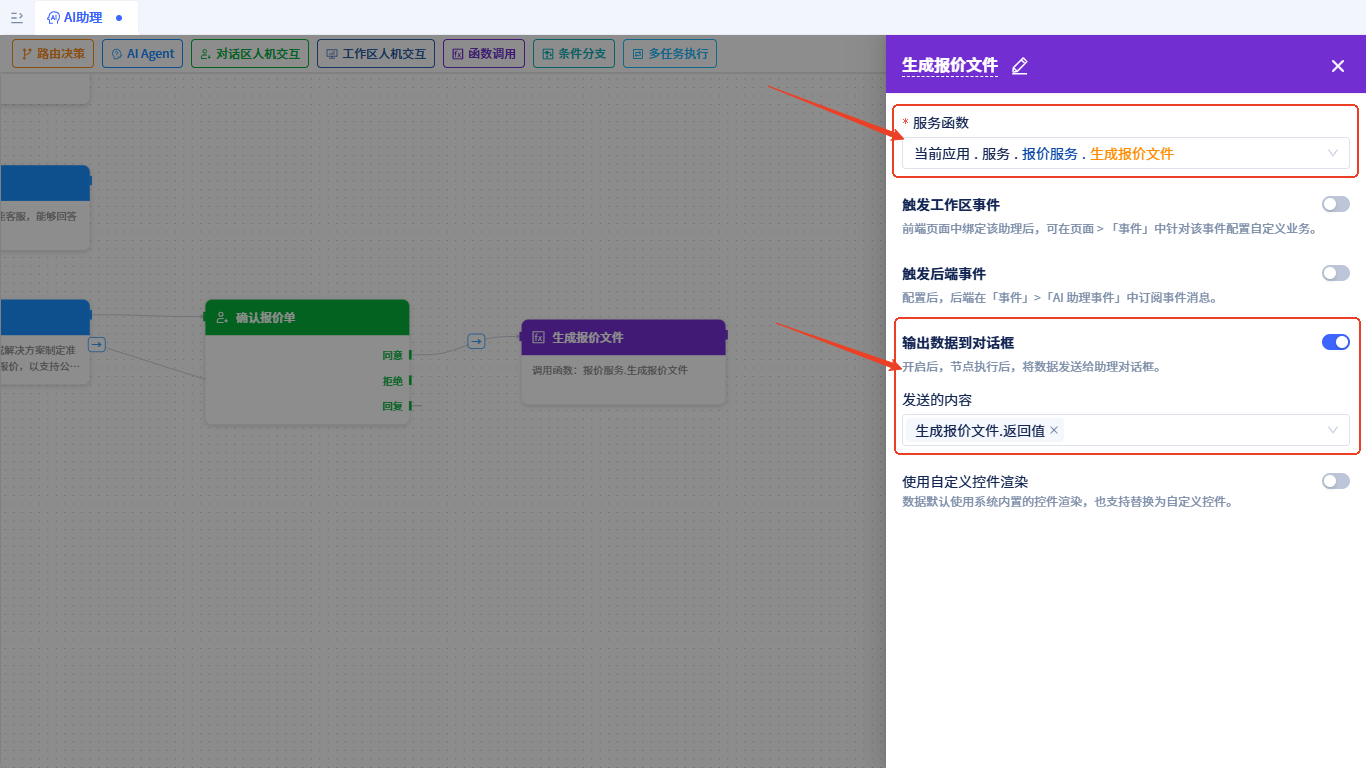 AI助理
路由决策
AI Agent
对话区人机交互
工作区人机交互
函数调用
条件分支
多任务执行
能客服，能够回答
解决方案制定准
报价，以支持公…
确认报价单
同意
拒绝
回复
生成报价文件
调用函数：报价服务.生成报价文件
生成报价文件
* 服务函数
当前应用 . 服务 . 报价服务 . 生成报价文件
触发工作区事件
前端页面中绑定该助理后，可在页面 > 「事件」中针对该事件配置自定义业务。
触发后端事件
配置后，后端在「事件」>「AI 助理事件」中订阅事件消息。
输出数据到对话框
开启后，节点执行后，将数据发送给助理对话框。
发送的内容
生成报价文件.返回值
使用自定义控件渲染
数据默认使用系统内置的控件渲染，也支持替换为自定义控件。